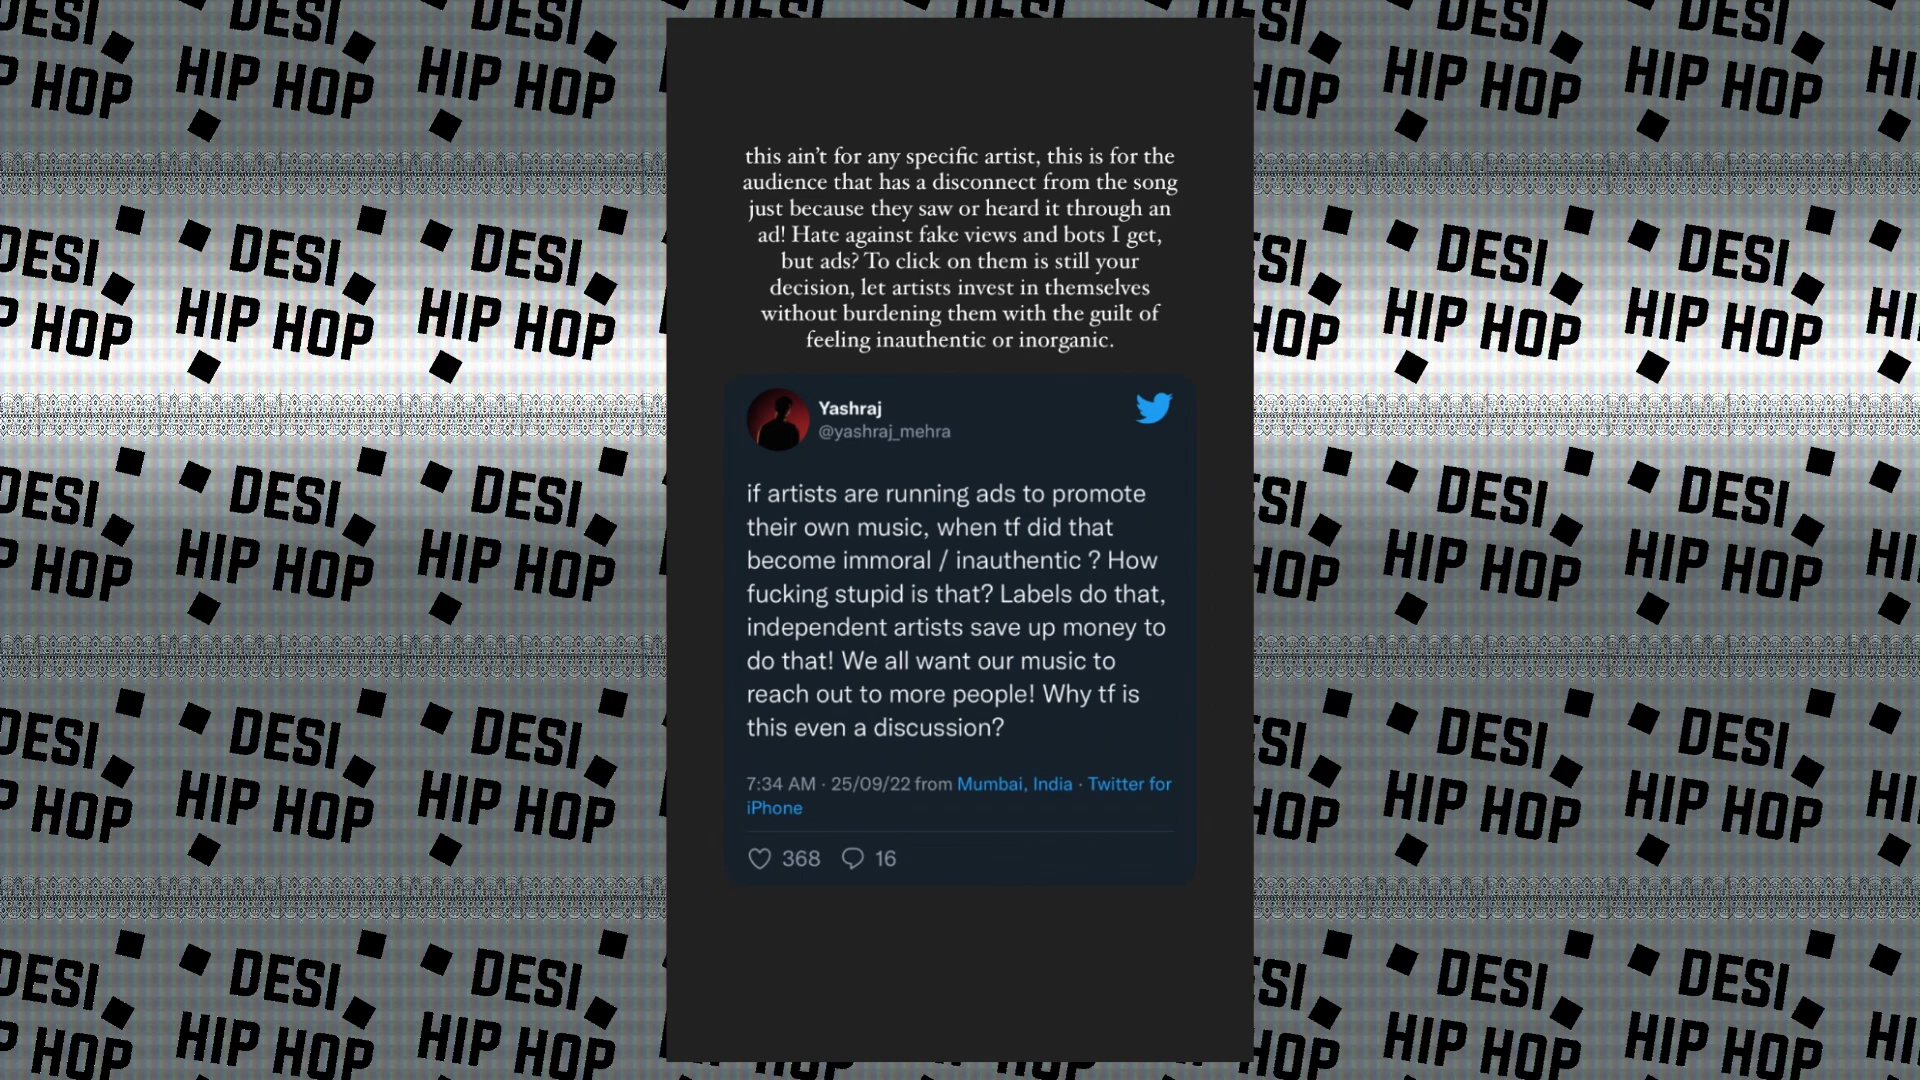 this ain't for any specific artist, this is for the
audience that has a disconnect from the song
just because they saw or heard it through an
ad! Hate against fake views and bots I get,
but ads? To click on them is still your
decision, let artists invest in themselves
without burdening them with the guilt of
feeling inauthentic or inorganic.
Yashraj
@yashraj_mehra
if artists are running ads to promote
their own music, when tf did that
become immoral / inauthentic ? How
fucking stupid is that? Labels do that,
independent artists save up money to
do that! We all want our music to
reach out to more people! Why tf is
this even a discussion?
7:34 AM · 25/09/22 from Mumbai, India · Twitter for
iPhone
368 16
DESI
HIP HOP